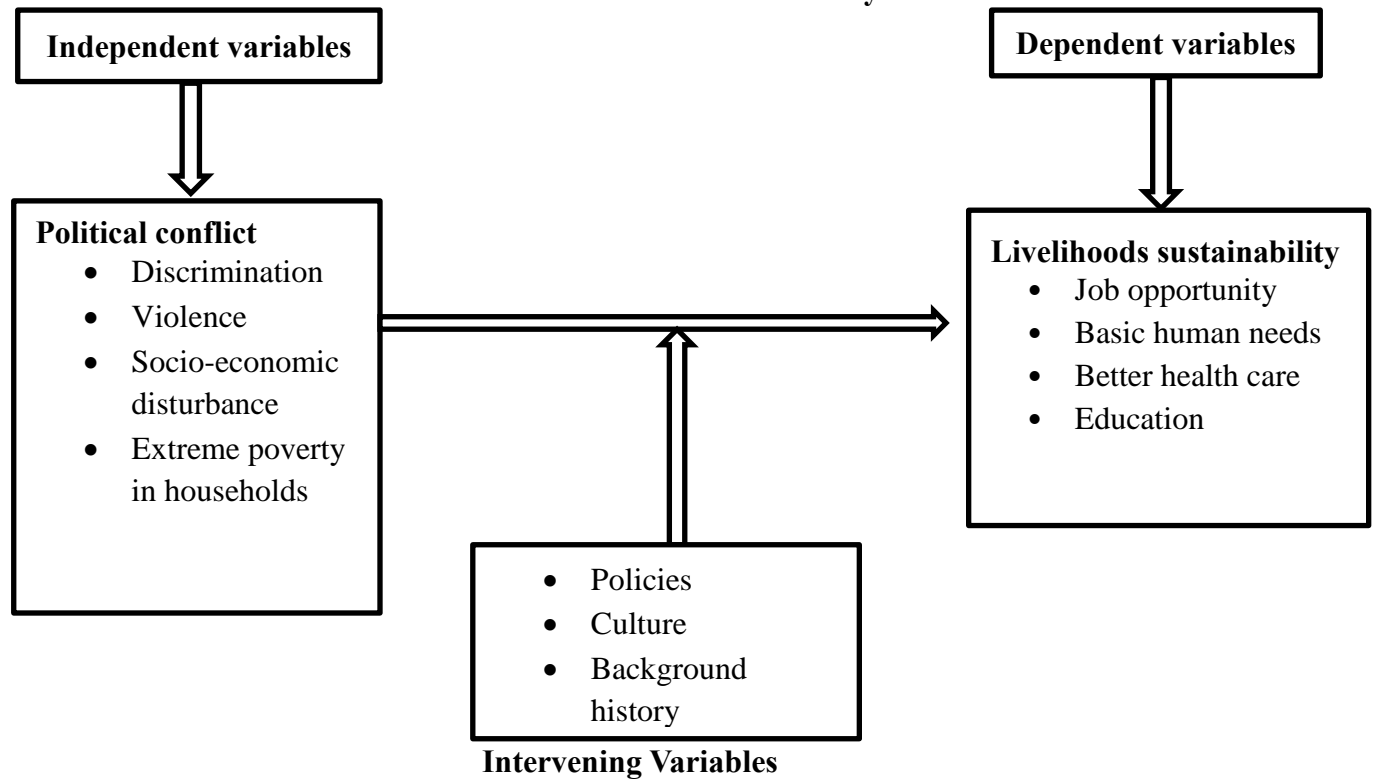 Independent variables
Dependent variables
Political conflict
• Discrimination
• Violence
• Socio-economic
disturbance
• Extreme poverty
in households
Livelihoods sustainability
• Job opportunity
• Basic human needs
• Better health care
• Education
• Policies
• Culture
• Background
history
Intervening Variables